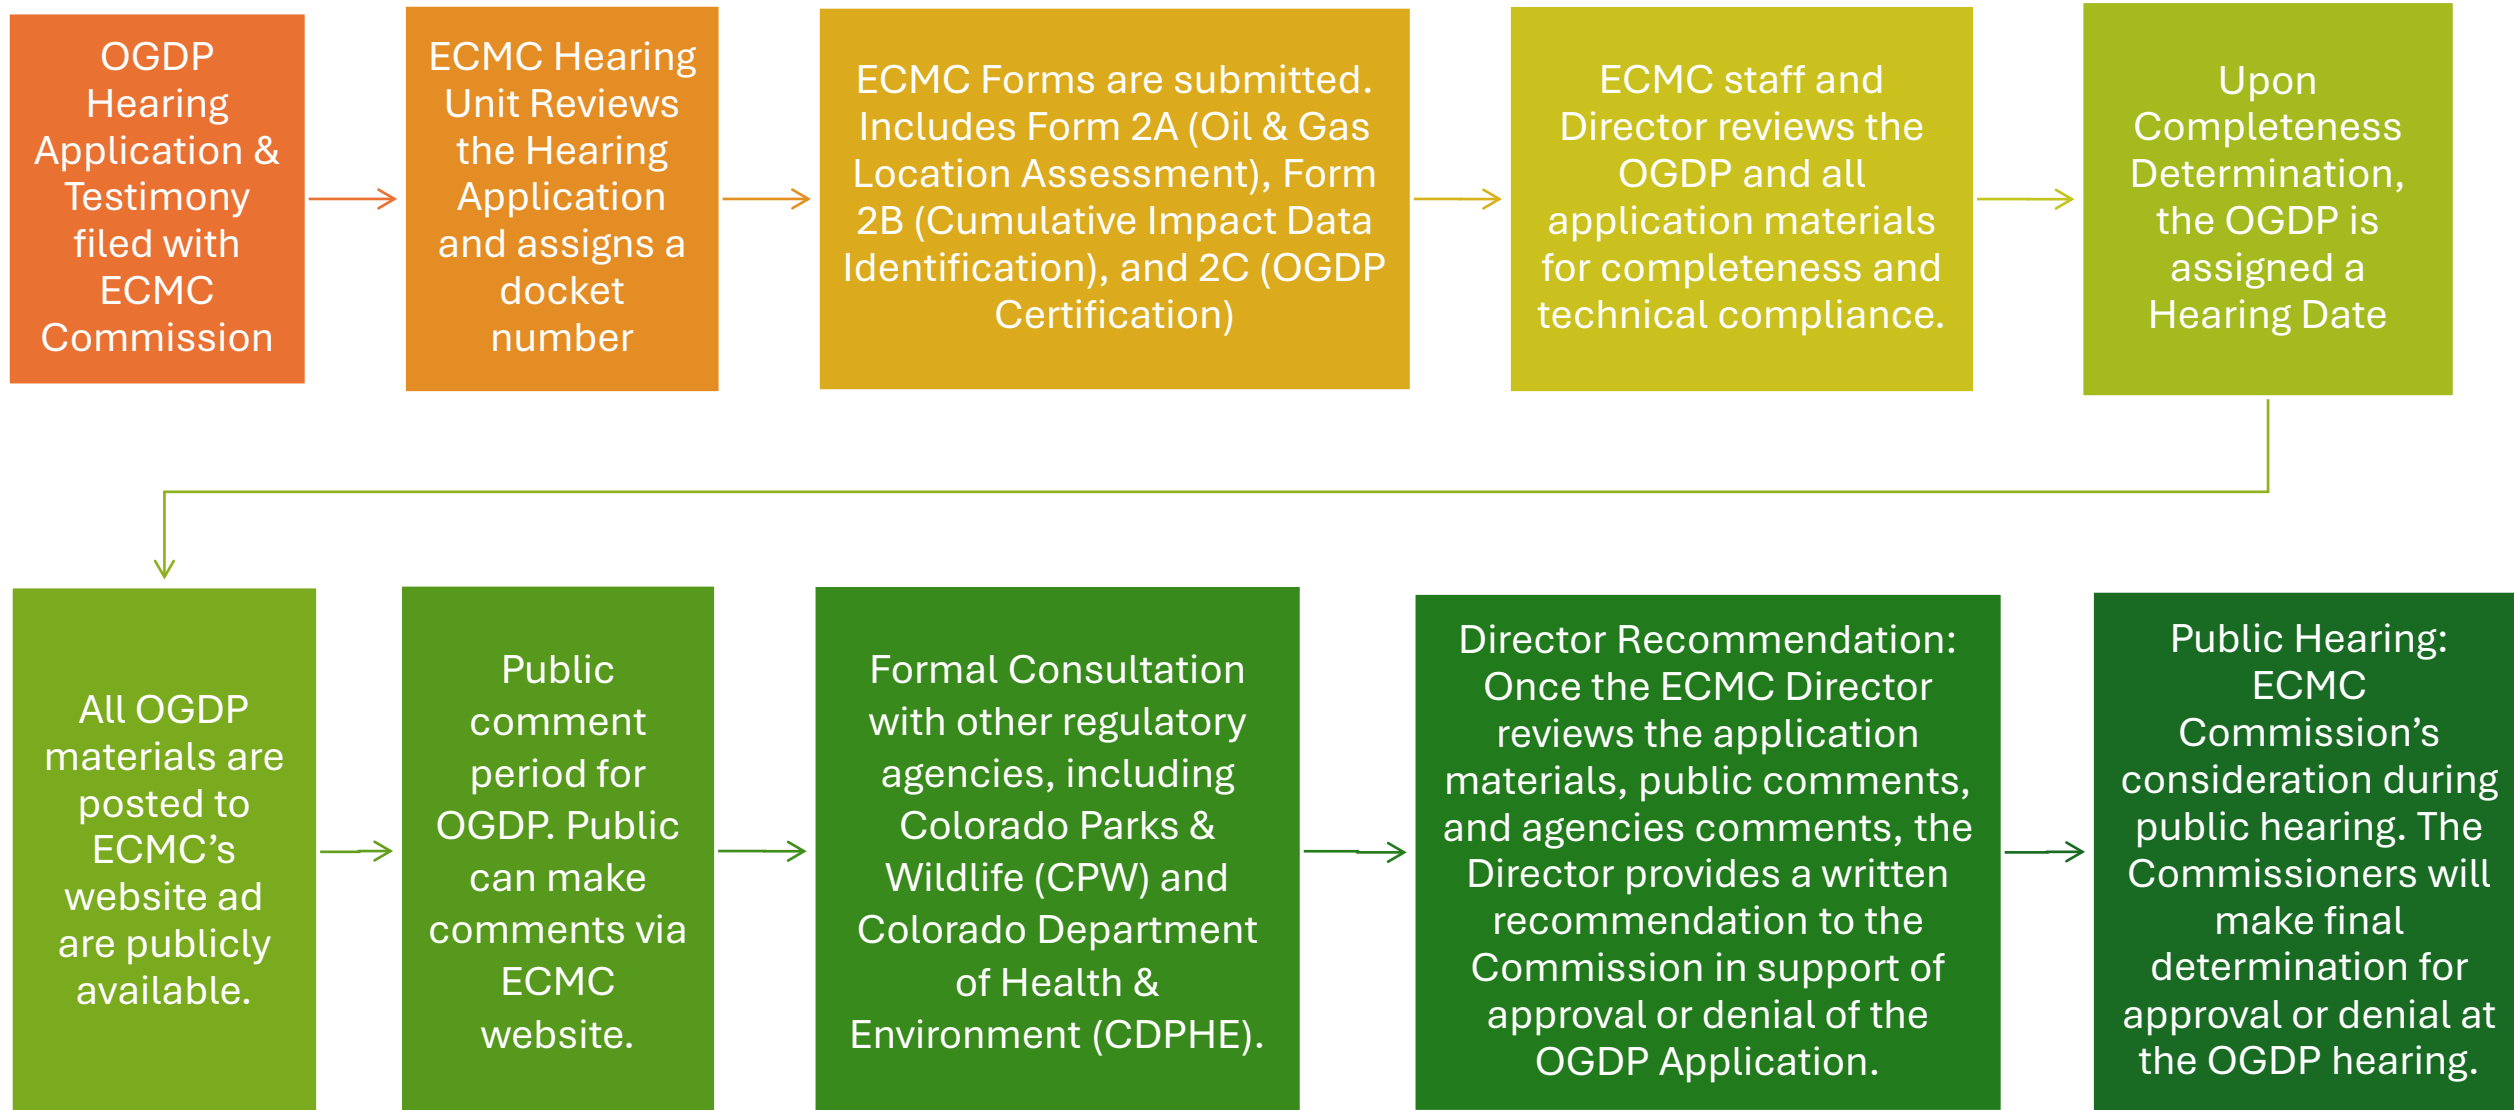 OGDP
Hearing
Application &
Testimony
filed with
ECMC
Commission
ECMC Hearing
Unit Reviews
the Hearing
Application
and assigns a
docket
number
ECMC Forms are submitted.
Includes Form 2A (Oil & Gas
Location Assessment), Form
2B (Cumulative Impact Data
Identification), and 2C (OGDP
Certification)
ECMC staff and
Director reviews the
OGDP and all
application materials
for completeness and
technical compliance.
Upon
Completeness
Determination,
the OGDP is
assigned a
Hearing Date
All OGDP
materials are
posted to
ECMC’s
website ad
are publicly
available.
Public
comment
period for
OGDP. Public
can make
comments via
ECMC
website.
Formal Consultation
with other regulatory
agencies, including
Colorado Parks &
Wildlife (CPW) and
Colorado Department
of Health &
Environment (CDPHE).
Director Recommendation:
Once the ECMC Director
reviews the application
materials, public comments,
and agencies comments, the
Director provides a written
recommendation to the
Commission in support of
approval or denial of the
OGDP Application.
Public Hearing:
ECMC
Commission’s
consideration during
public hearing. The
Commissioners will
make final
determination for
approval or denial at
the OGDP hearing.